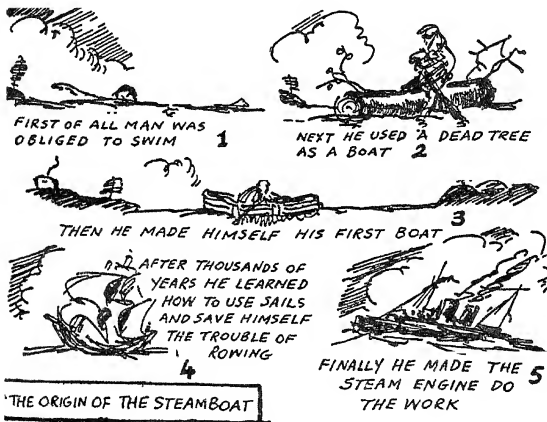 FIRST OF ALL MAN WAS
OBLIGED TO SWIM
1
NEXT HE USED A DEAD TREE
AS A BOAT
2
THEN HE MADE HIMSELF HIS FIRST BOAT
3
AFTER THOUSANDS OF
YEARS HE LEARNED
HOW TO USE SAILS
AND SAVE HIMSELF
THE TROUBLE OF
ROWING
4
FINALLY HE MADE THE
STEAM ENGINE DO
THE WORK
5
THE ORIGIN OF THE STEAMBOAT